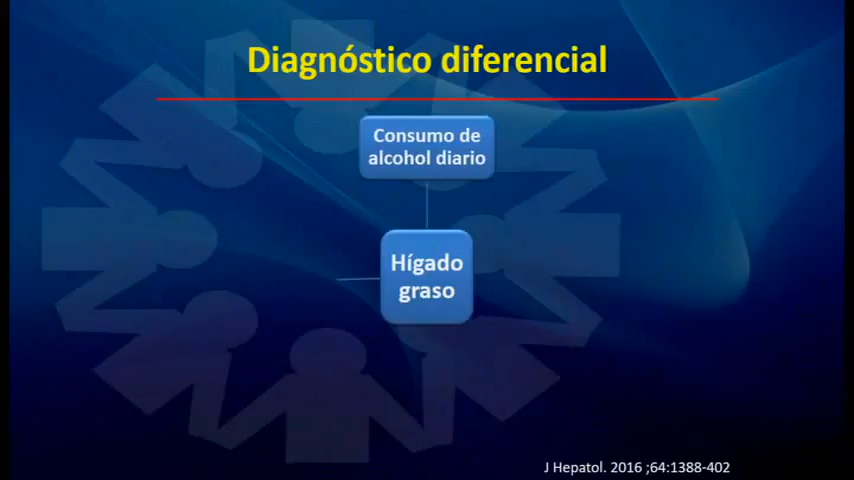 Diagnóstico diferencial
Consumo de
alcohol diario
Hígado
graso
J Hepatol. 2016 ;64:1388-402